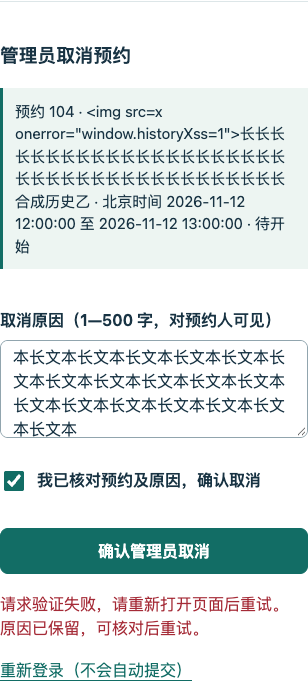 管理员取消预约
预约 104 · <img src=x
onerror="window.historyXss=1">长长长
长长长长长长长长长长长长长长长长长长
长长长长长长长长长长长长长长长长长长
合成历史乙 · 北京时间 2026-11-12
12:00:00 至 2026-11-12 13:00:00 · 待开
始
取消原因（1—500 字，对预约人可见）
本长文本长文本长文本长文本长文本长
文本长文本长文本长文本长文本长文本
长文本长文本长文本长文本长文本长文
本长文本
我已核对预约及原因，确认取消
确认管理员取消
请求验证失败，请重新打开页面后重试。
原因已保留，可核对后重试。
重新登录（不会自动提交）